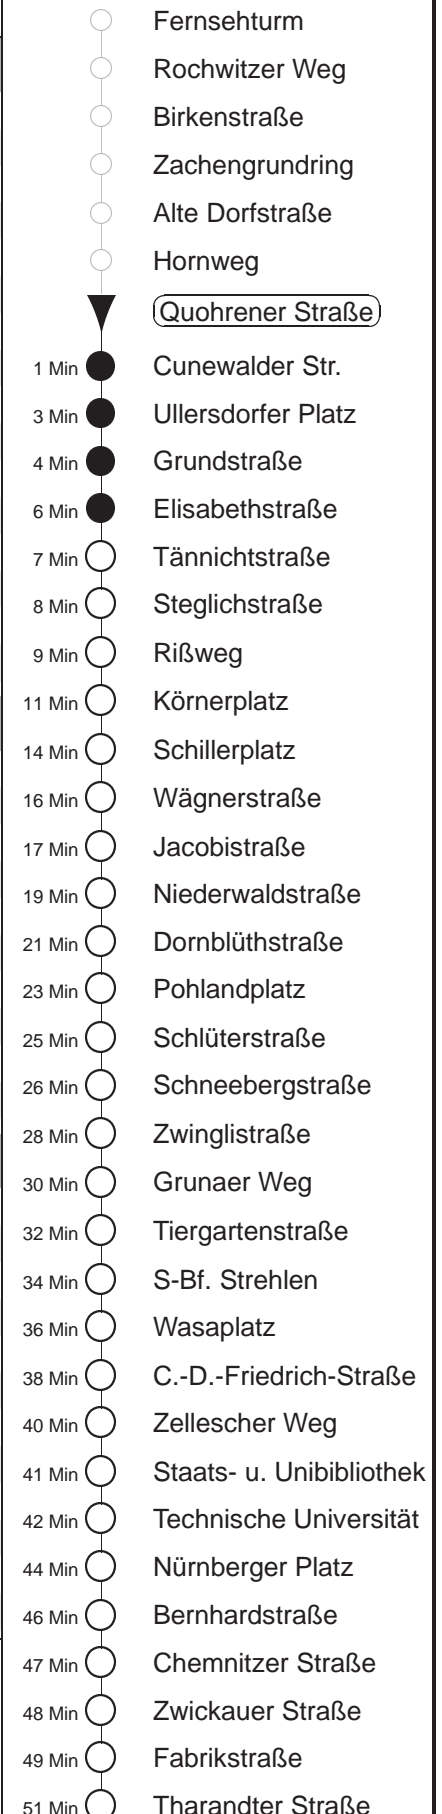 Fernsehturm
Rochwitzer Weg
Birkenstraße
Zachengrundring
Alte Dorfstraße
Hornweg
Quohrener Straße
1 Min Cunewalder Str.
3 Min Ullersdorfer Platz
4 Min Grundstraße
6 Min Elisabethstraße
7 Min Tännichtstraße
8 Min Steglichstraße
9 Min Rißweg
11 Min Körnerplatz
14 Min Schillerplatz
16 Min Wägnerstraße
17 Min Jacobistraße
19 Min Niederwaldstraße
21 Min Dornblüthstraße
23 Min Pohlandplatz
25 Min Schlüterstraße
26 Min Schneebergstraße
28 Min Zwinglistraße
30 Min Grunaer Weg
32 Min Tiergartenstraße
34 Min S-Bf. Strehlen
36 Min Wasaplatz
38 Min C.-D.-Friedrich-Straße
40 Min Zellescher Weg
41 Min Staats- u. Unibibliothek
42 Min Technische Universität
44 Min Nürnberger Platz
46 Min Bernhardstraße
47 Min Chemnitzer Straße
48 Min Zwickauer Straße
49 Min Fabrikstraße
51 Min Tharandter Straße